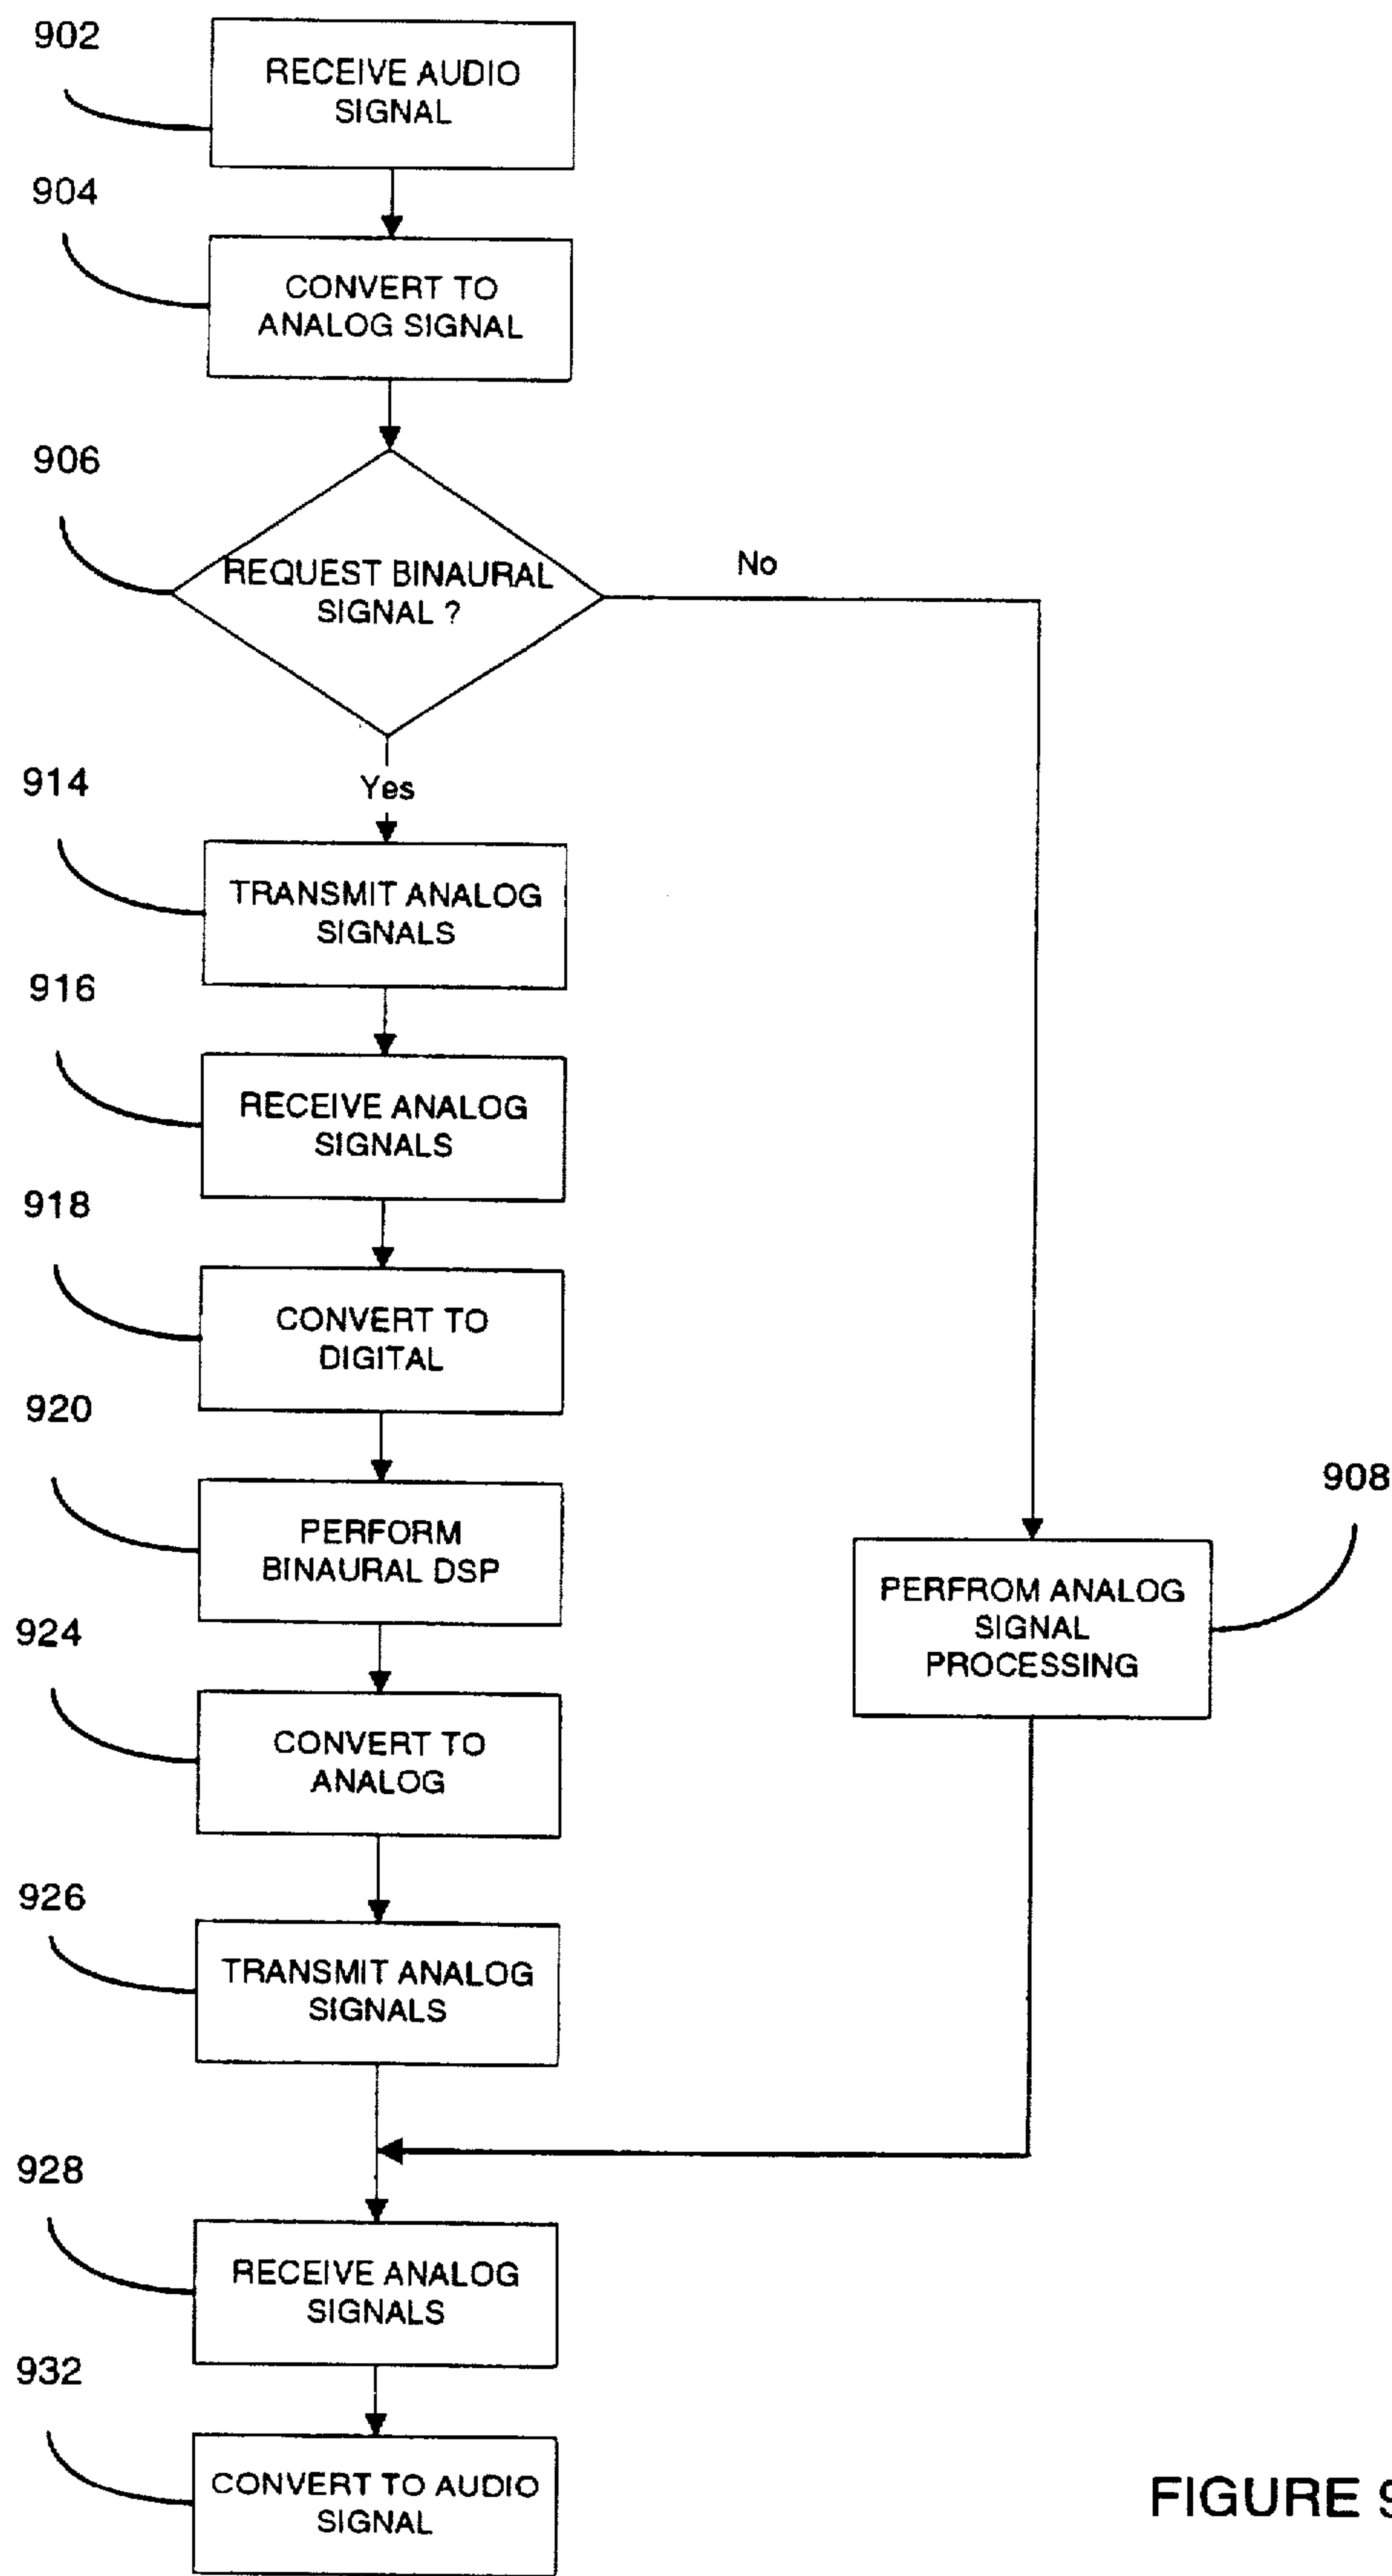 902
RECEIVE AUDIO
SIGNAL
904
CONVERT TO
ANALOG SIGNAL
906
REQUEST BINAURAL
SIGNAL ?
No
Yes
914
TRANSMIT ANALOG
SIGNALS
916
RECEIVE ANALOG
SIGNALS
918
CONVERT TO
DIGITAL
920
PERFORM
BINAURAL DSP
908
PERFROM ANALOG
SIGNAL
PROCESSING
924
CONVERT TO
ANALOG
926
TRANSMIT ANALOG
SIGNALS
928
RECEIVE ANALOG
SIGNALS
932
CONVERT TO AUDIO
SIGNAL
FIGURE 9